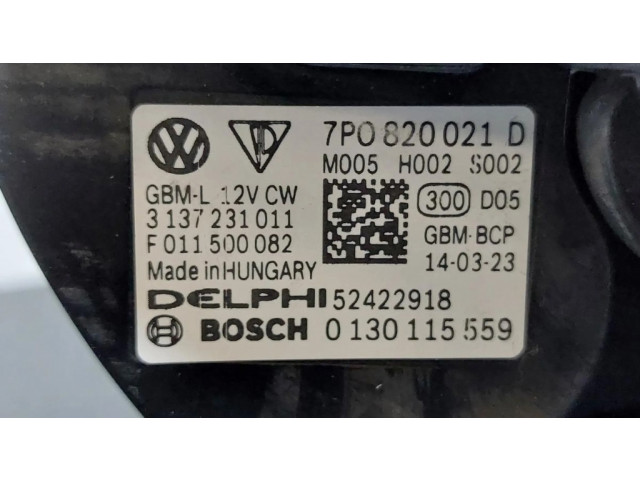 7P0 820 021 D
M005 H002 S002
GBM-L 12V CW
3 137 231 011
F 011 500 082
Made in HUNGARY
300 D05
GBM-BCP
14-03-23
DELPHI 52422918
BOSCH 0 130 115 559